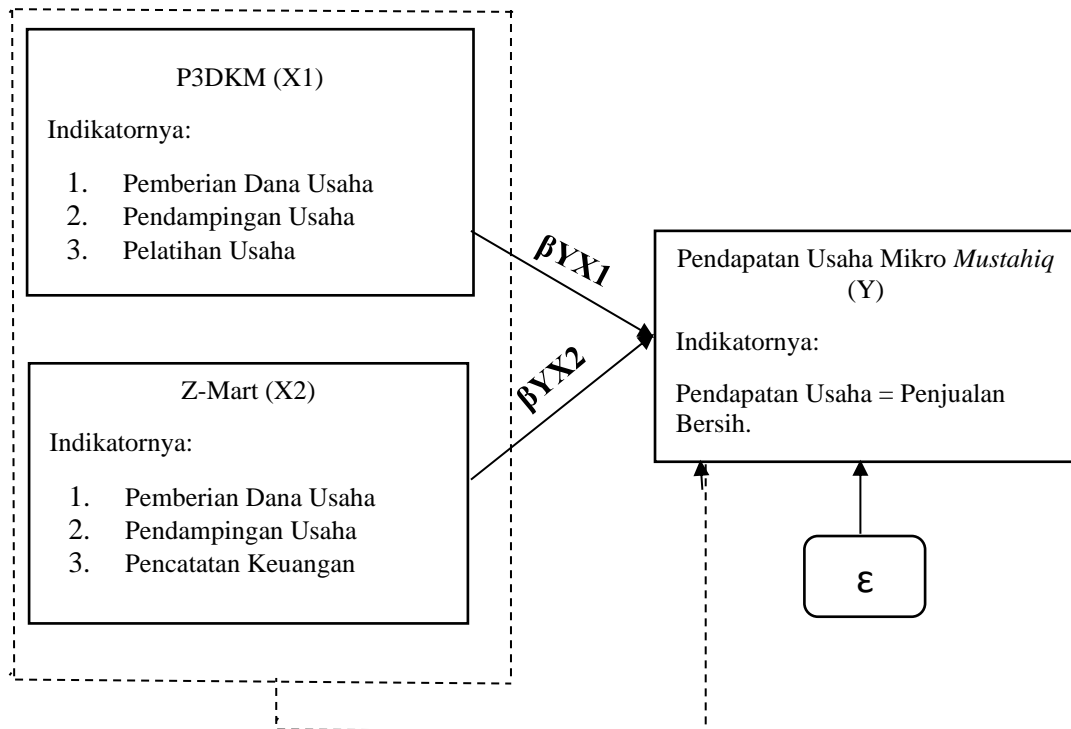 P3DKM (X1)
Indikatornya:
1. Pemberian Dana Usaha
2. Pendampingan Usaha
3. Pelatihan Usaha
βYX1
Z-Mart (X2)
Indikatornya:
1. Pemberian Dana Usaha
2. Pendampingan Usaha
3. Pencatatan Keuangan
βYX2
Pendapatan Usaha Mikro Mustahiq
(Y)
Indikatornya:
Pendapatan Usaha = Penjualan
Bersih.
ε